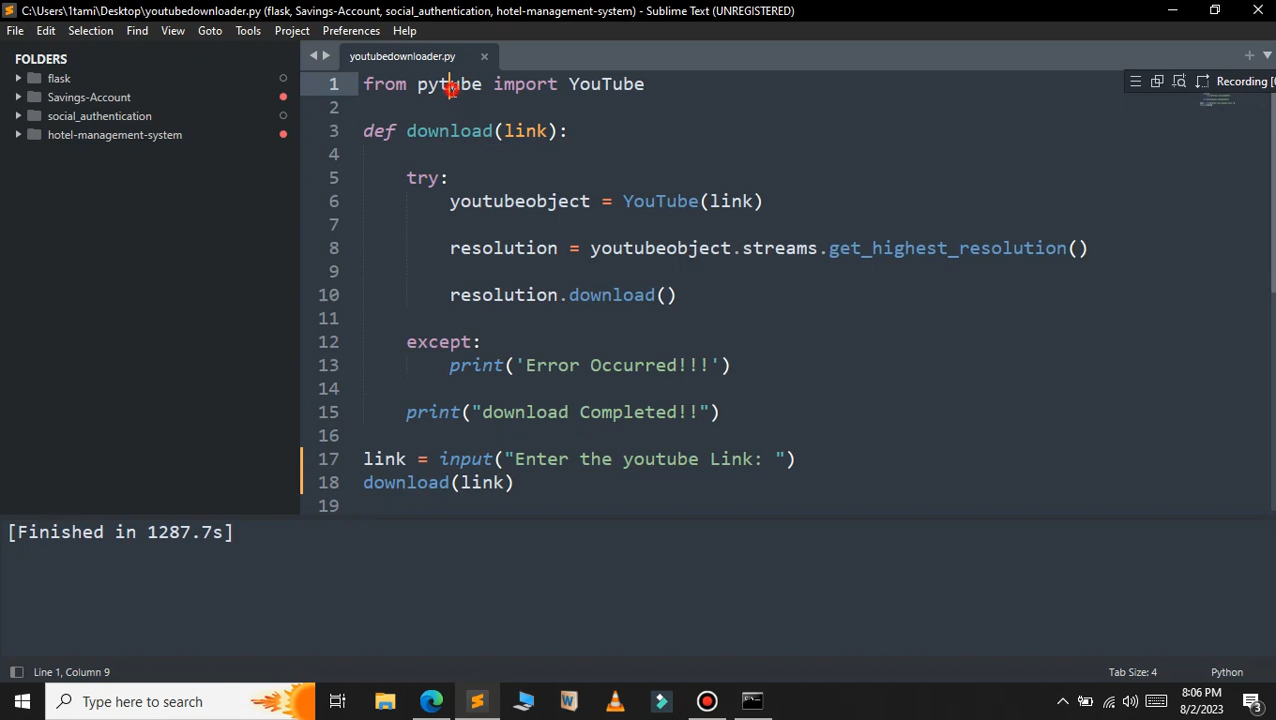 C:\Users\1tami\Desktop\youtubedownloader.py (flask, Savings-Account, social_authentication, hotel-management-system) - Sublime Text (UNREGISTERED)
File Edit Selection Find View Goto Tools Project Preferences Help
FOLDERS
flask
Savings-Account
social_authentication
hotel-management-system
youtubedownloader.py
Recording (
1 from pytube import YouTube
2
3 def download(link):
4
5 try:
6 youtubeobject = YouTube(link)
7
8 resolution = youtubeobject.streams.get_highest_resolution()
9
10 resolution.download()
11
12 except:
13 print('Error Occurred!!!')
14
15 print("download Completed!!")
16
17 link = input("Enter the youtube Link: ")
18 download(link)
19
[Finished in 1287.7s]
Line 1, Column 9
Tab Size: 4
Python
Type here to search
8:06 PM
8/2/2023
3